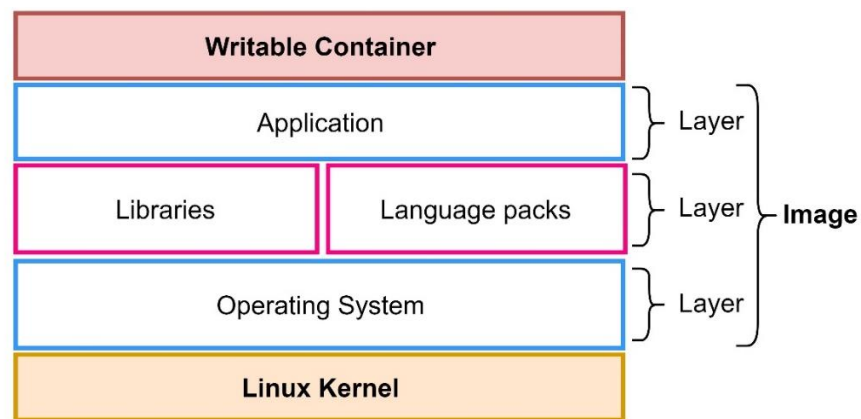 Writable Container
Application
Layer
Libraries
Language packs
Layer
Image
Operating System
Layer
Linux Kernel